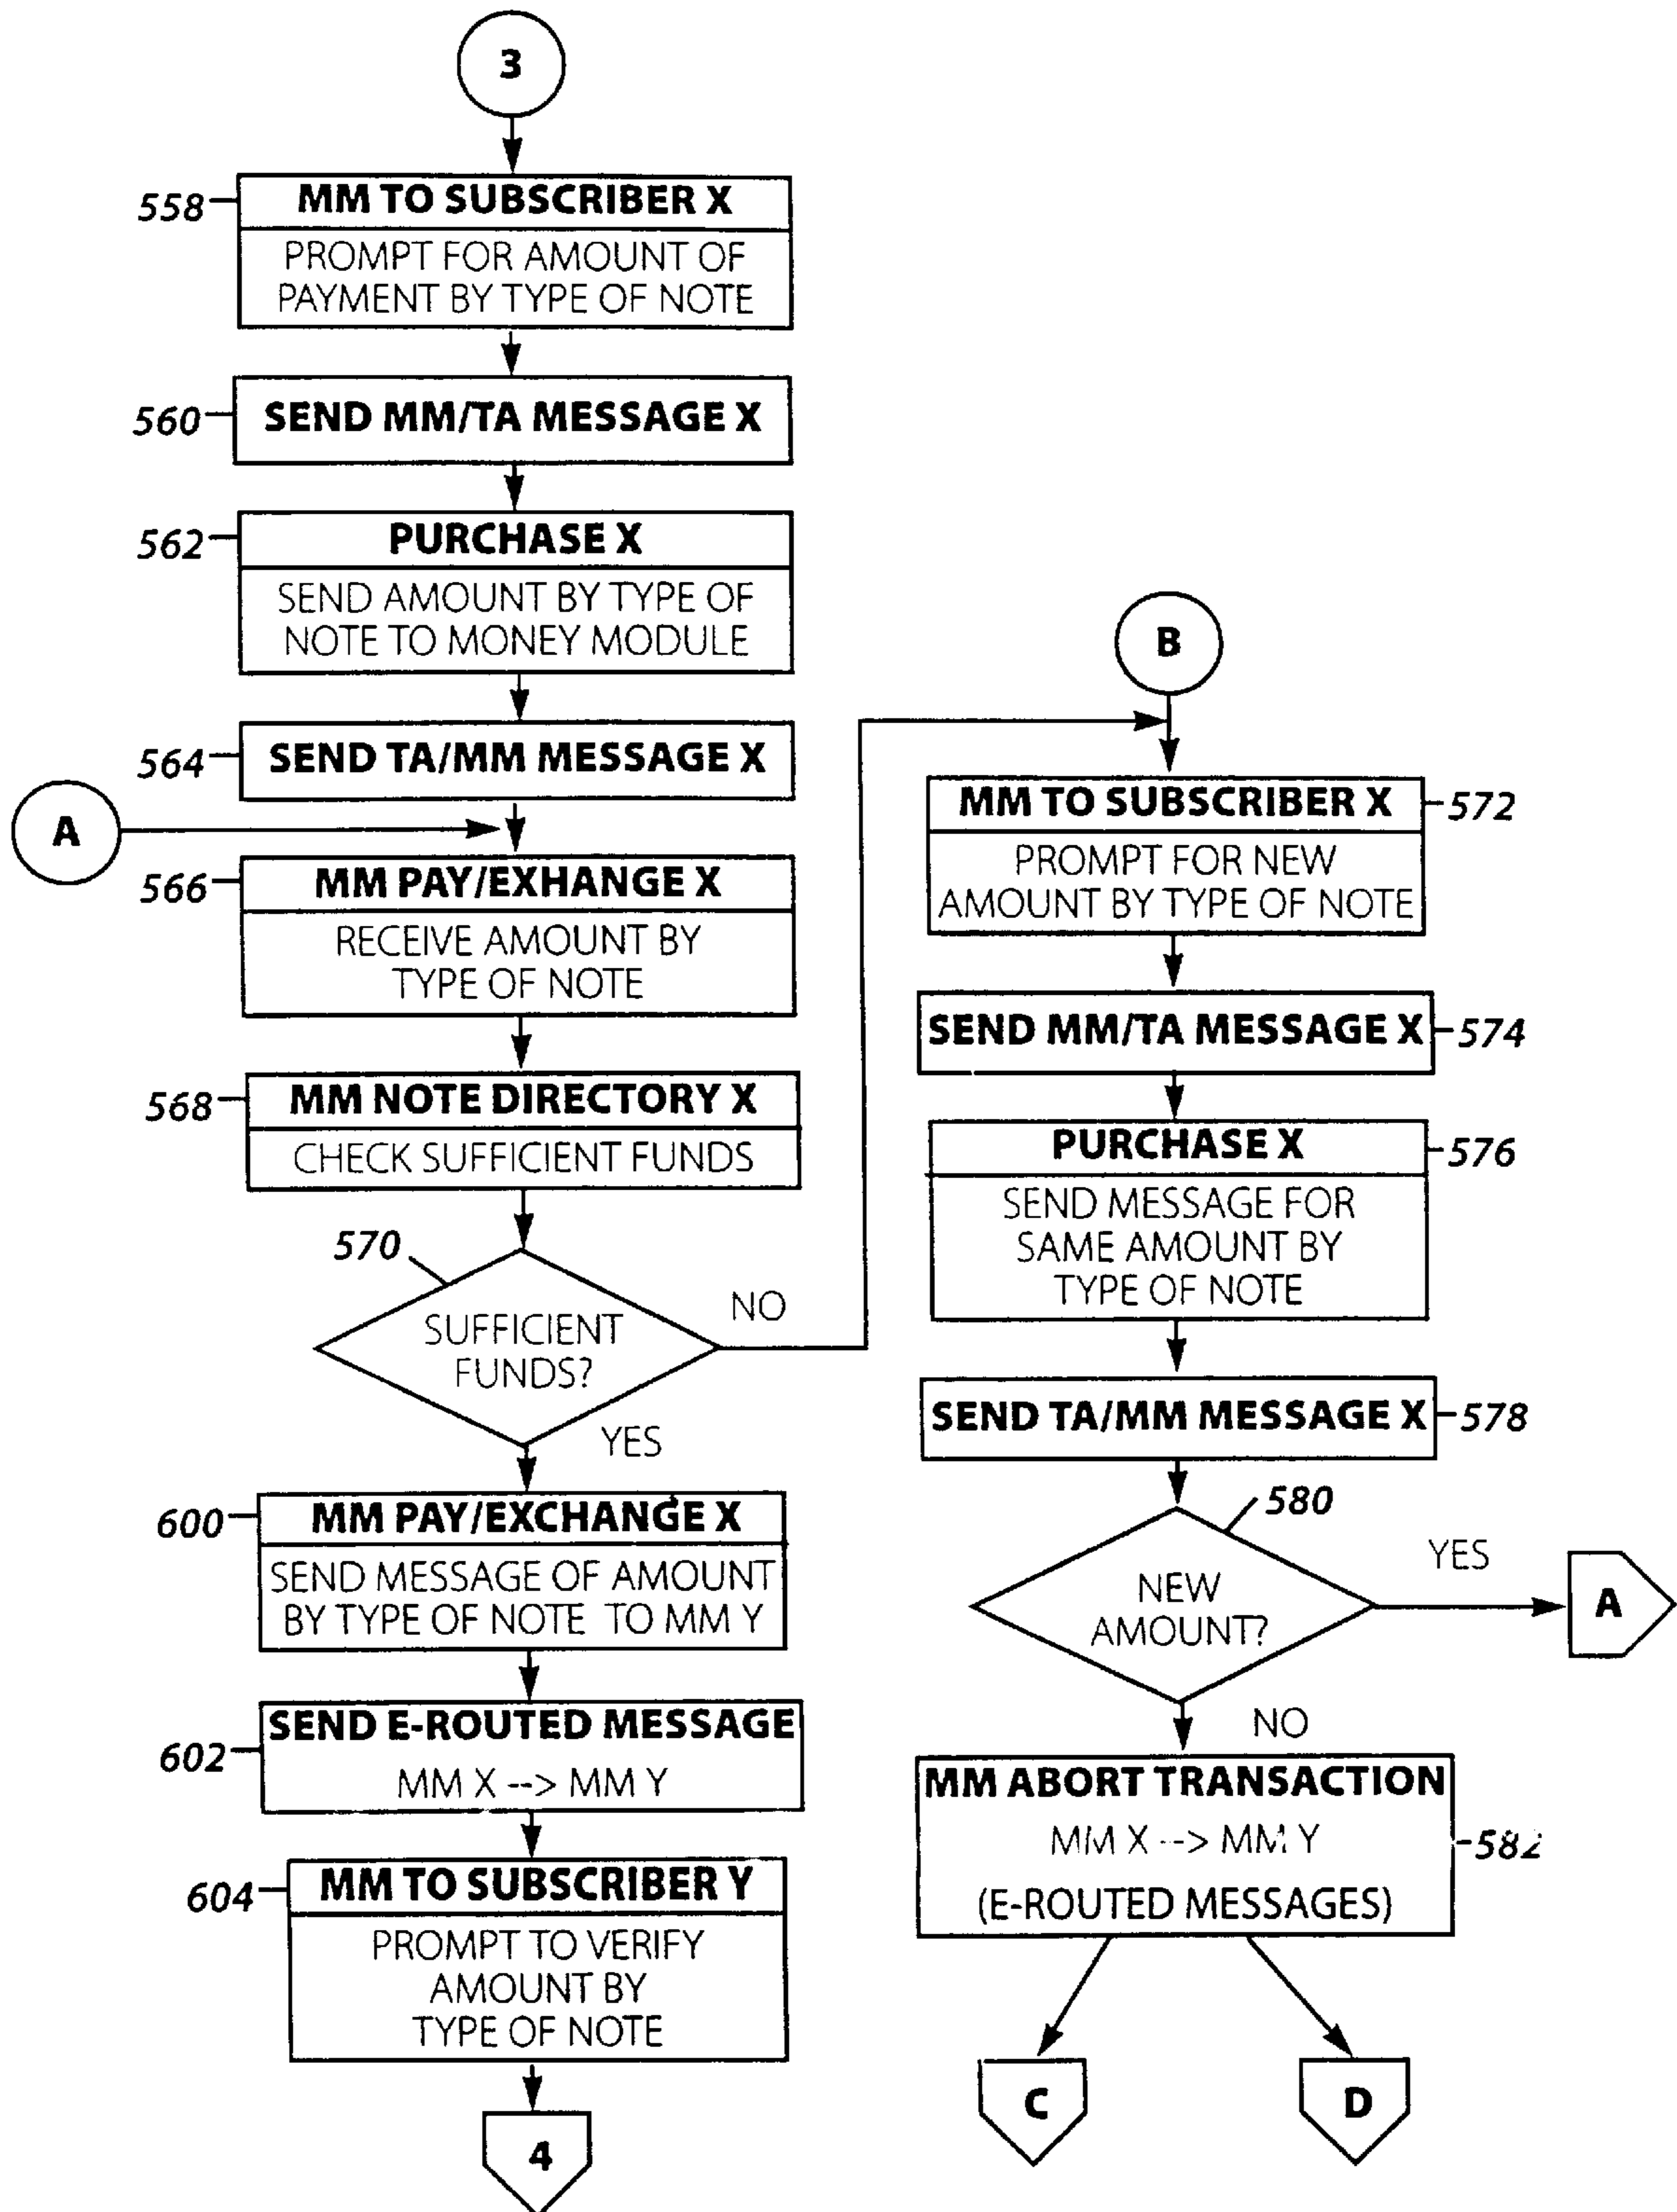 3
558
MM TO SUBSCRIBER X
PROMPT FOR AMOUNT OF
PAYMENT BY TYPE OF NOTE
560
SEND MM/TA MESSAGE X
562
PURCHASE X
SEND AMOUNT BY TYPE OF
NOTE TO MONEY MODULE
564
SEND TA/MM MESSAGE X
A
566
MM PAY/EXHANGE X
RECEIVE AMOUNT BY
TYPE OF NOTE
568
MM NOTE DIRECTORY X
CHECK SUFFICIENT FUNDS
570
SUFFICIENT
FUNDS?
NO
YES
600
MM PAY/EXCHANGE X
SEND MESSAGE OF AMOUNT
BY TYPE OF NOTE TO MM Y
602
SEND E-ROUTED MESSAGE
MM X --> MM Y
604
MM TO SUBSCRIBER Y
PROMPT TO VERIFY
AMOUNT BY
TYPE OF NOTE
4
B
MM TO SUBSCRIBER X
572
PROMPT FOR NEW
AMOUNT BY TYPE OF NOTE
SEND MM/TA MESSAGE X
574
PURCHASE X
576
SEND MESSAGE FOR
SAME AMOUNT BY
TYPE OF NOTE
SEND TA/MM MESSAGE X
578
580
NEW
AMOUNT?
YES
A
NO
MM ABORT TRANSACTION
MM X --> MM Y
582
(E-ROUTED MESSAGES)
C
D